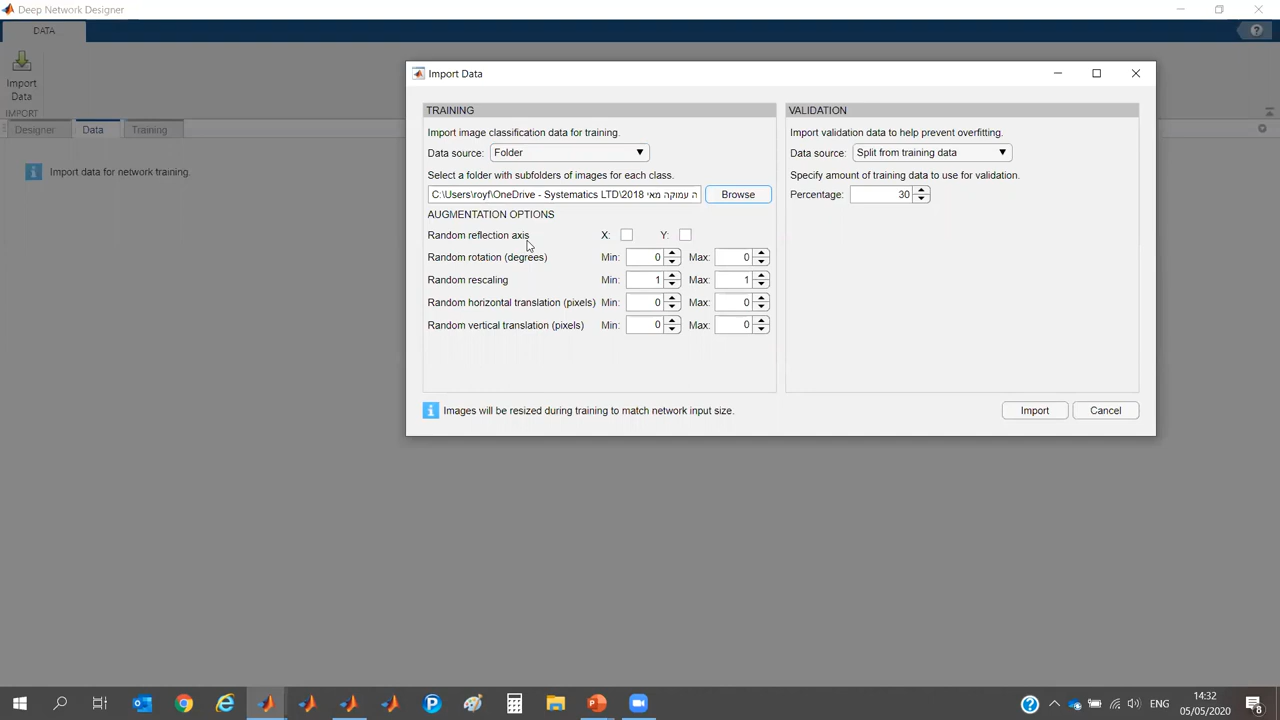 Deep Network Designer
DATA
Import
Data
IMPORT
Designer
Data
Training
Import data for network training.
Import Data
TRAINING
Import image classification data for training.
Data source: Folder
Select a folder with subfolders of images for each class.
C:\Users\royf\OneDrive - Systematics LTD\2018 ה עמוקה מאי
Browse
AUGMENTATION OPTIONS
Random reflection axis X: Y:
Random rotation (degrees) Min: 0 Max: 0
Random rescaling Min: 1 Max: 1
Random horizontal translation (pixels) Min: 0 Max: 0
Random vertical translation (pixels) Min: 0 Max: 0
VALIDATION
Import validation data to help prevent overfitting.
Data source: Split from training data
Specify amount of training data to use for validation.
Percentage: 30
Images will be resized during training to match network input size.
Import
Cancel
ENG
14:32
05/05/2020
8